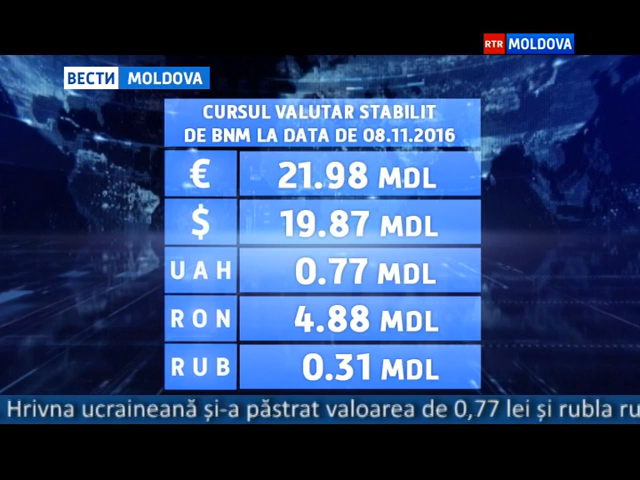 RTR MOLDOVA
ВЕСТИ MOLDOVA
CURSUL VALUTAR STABILIT
DE BNM LA DATA DE 08.11.2016
€ 21.98 MDL
$ 19.87 MDL
UAH 0.77 MDL
RON 4.88 MDL
RUB 0.31 MDL
Hrivna ucraineană și-a păstrat valoarea de 0,77 lei și rubla ru